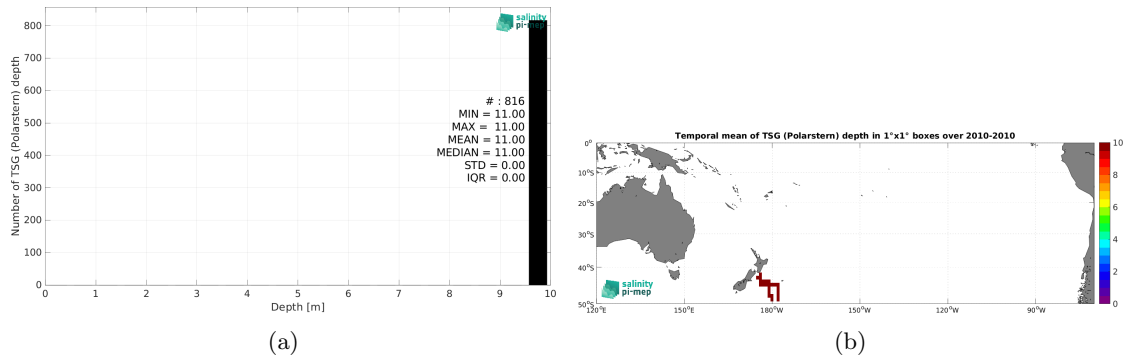 salinity
pi-mep
Number of TSG (Polarstern) depth
800
700
600
500
400
300
200
100
0
# : 816
MIN = 11.00
MAX = 11.00
MEAN = 11.00
MEDIAN = 11.00
STD = 0.00
IQR = 0.00
0 1 2 3 4 5 6 7 8 9 10
Depth [m]
(a)
Temporal mean of TSG (Polarstern) depth in 1°x1° boxes over 2010-2010
0°
10°S
20°S
30°S
40°S
50°S
120°E 150°E 180°W 150°W 120°W 90°W
10
8
6
4
2
0
salinity
pi-mep
(b)